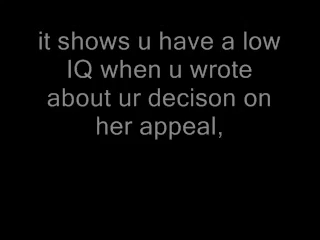 it shows u have a low
IQ when u wrote
about ur decison on
her appeal,